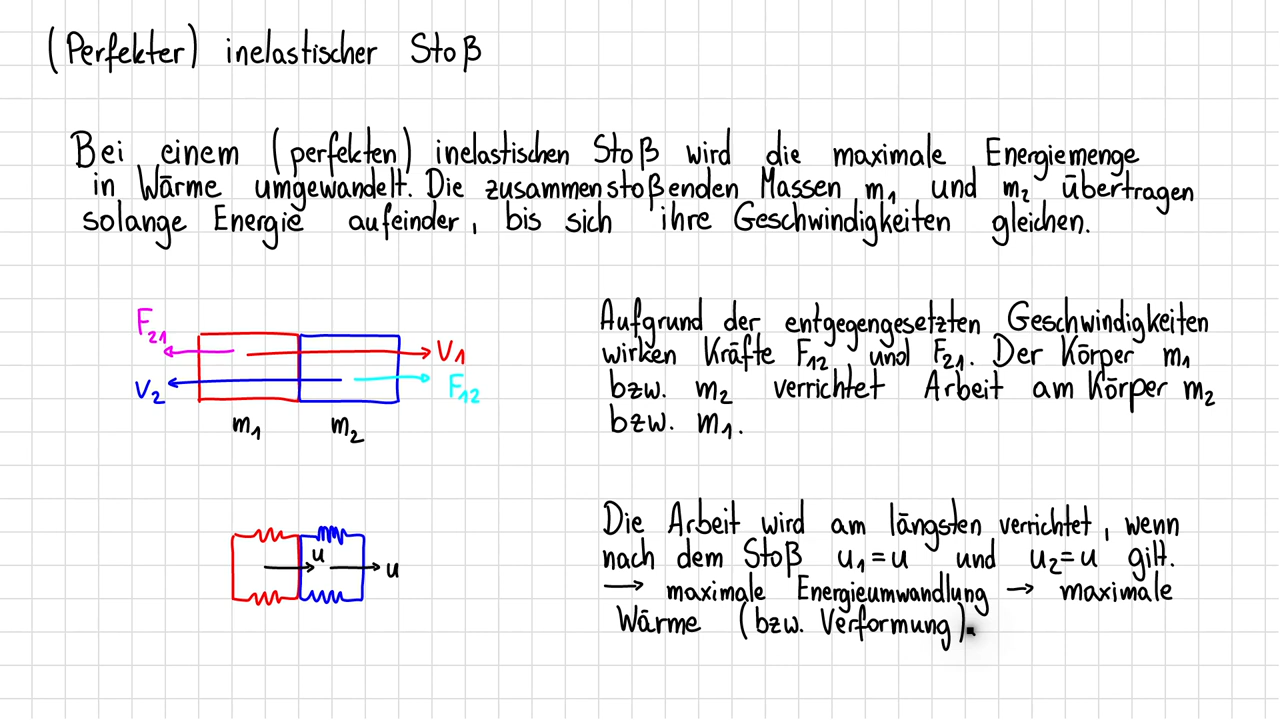 (Perfekter) inelastischer Stoß
Bei einem (perfekten) inelastischen Stoß wird die maximale Energiemenge
in Wärme umgewandelt. Die zusammenstoßenden Massen m₁ und m₂ übertragen
solange Energie aufeinder, bis sich ihre Geschwindigkeiten gleichen.
F₂₁
V₁
V₂
F₁₂
m₁ m₂
Aufgrund der entgegengesetzten Geschwindigkeiten
wirken Kräfte F₁₂ und F₂₁. Der Körper m₁
bzw. m₂ verrichtet Arbeit am Körper m₂
bzw. m₁.
u
u
Die Arbeit wird am längsten verrichtet, wenn
nach dem Stoß u₁=u und u₂=u gilt.
→ maximale Energieumwandlung → maximale
Wärme (bzw. Verformung).